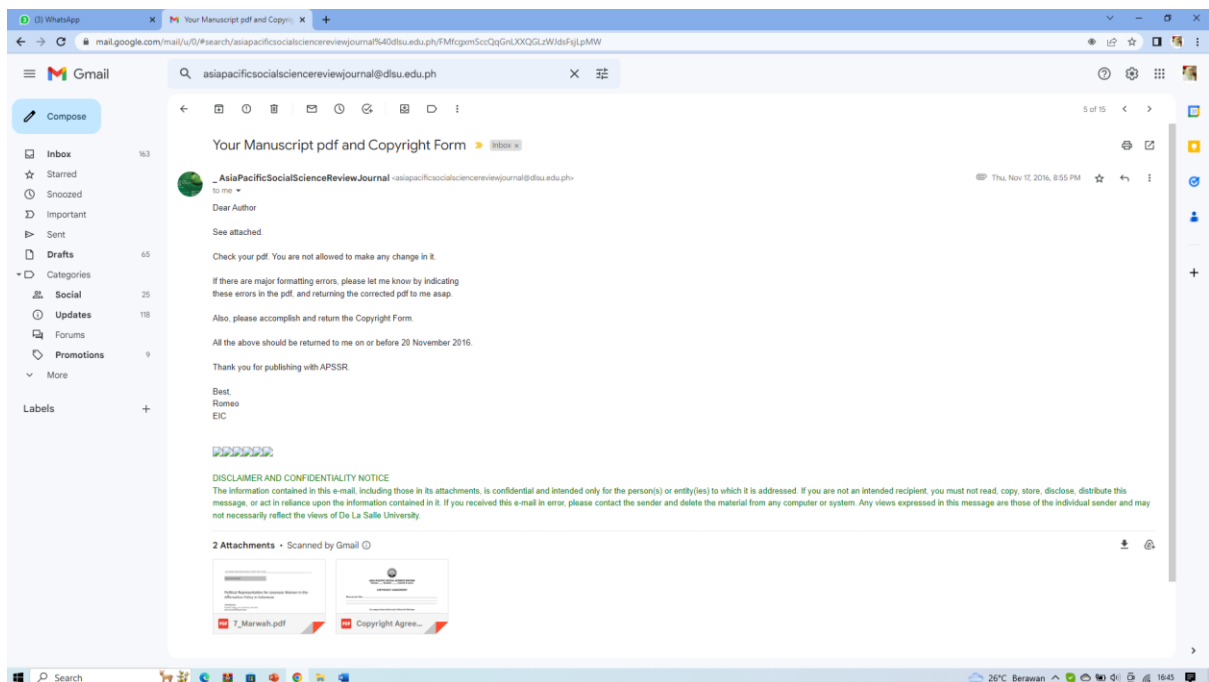 (3) WhatsApp
Your Manuscript pdf and Copyrig
mail.google.com/mail/u/0/#search/asiapacificsocialsciencereviewjournal%40dlsu.edu.ph/FMfcgxmSccQqGnLXXQGLzWJdsFsjLpMW
Gmail
asiapacificsocialsciencereviewjournal@dlsu.edu.ph
Compose
5 of 15
Inbox 163
Starred
Snoozed
Important
Sent
Drafts 65
Categories
Social 25
Updates 118
Forums
Promotions 9
More
Labels
Your Manuscript pdf and Copyright Form
Inbox x
_ AsiaPacificSocialScienceReviewJournal <asiapacificsocialsciencereviewjournal@dlsu.edu.ph>
Thu, Nov 17, 2016, 8:55 PM
to me
Dear Author
See attached.
Check your pdf. You are not allowed to make any change in it.
If there are major formatting errors, please let me know by indicating
these errors in the pdf, and returning the corrected pdf to me asap.
Also, please accomplish and return the Copyright Form.
All the above should be returned to me on or before 20 November 2016.
Thank you for publishing with APSSR.
Best,
Romeo
EIC
DISCLAIMER AND CONFIDENTIALITY NOTICE
The information contained in this e-mail, including those in its attachments, is confidential and intended only for the person(s) or entity(ies) to which it is addressed. If you are not an intended recipient, you must not read, copy, store, disclose, distribute this
message, or act in reliance upon the information contained in it. If you received this e-mail in error, please contact the sender and delete the material from any computer or system. Any views expressed in this message are those of the individual sender and may
not necessarily reflect the views of De La Salle University.
2 Attachments • Scanned by Gmail
COPYRIGHT AGREEMENT
PDF 7_Marwah.pdf
PDF Copyright Agree...
Search
26°C Berawan
1645